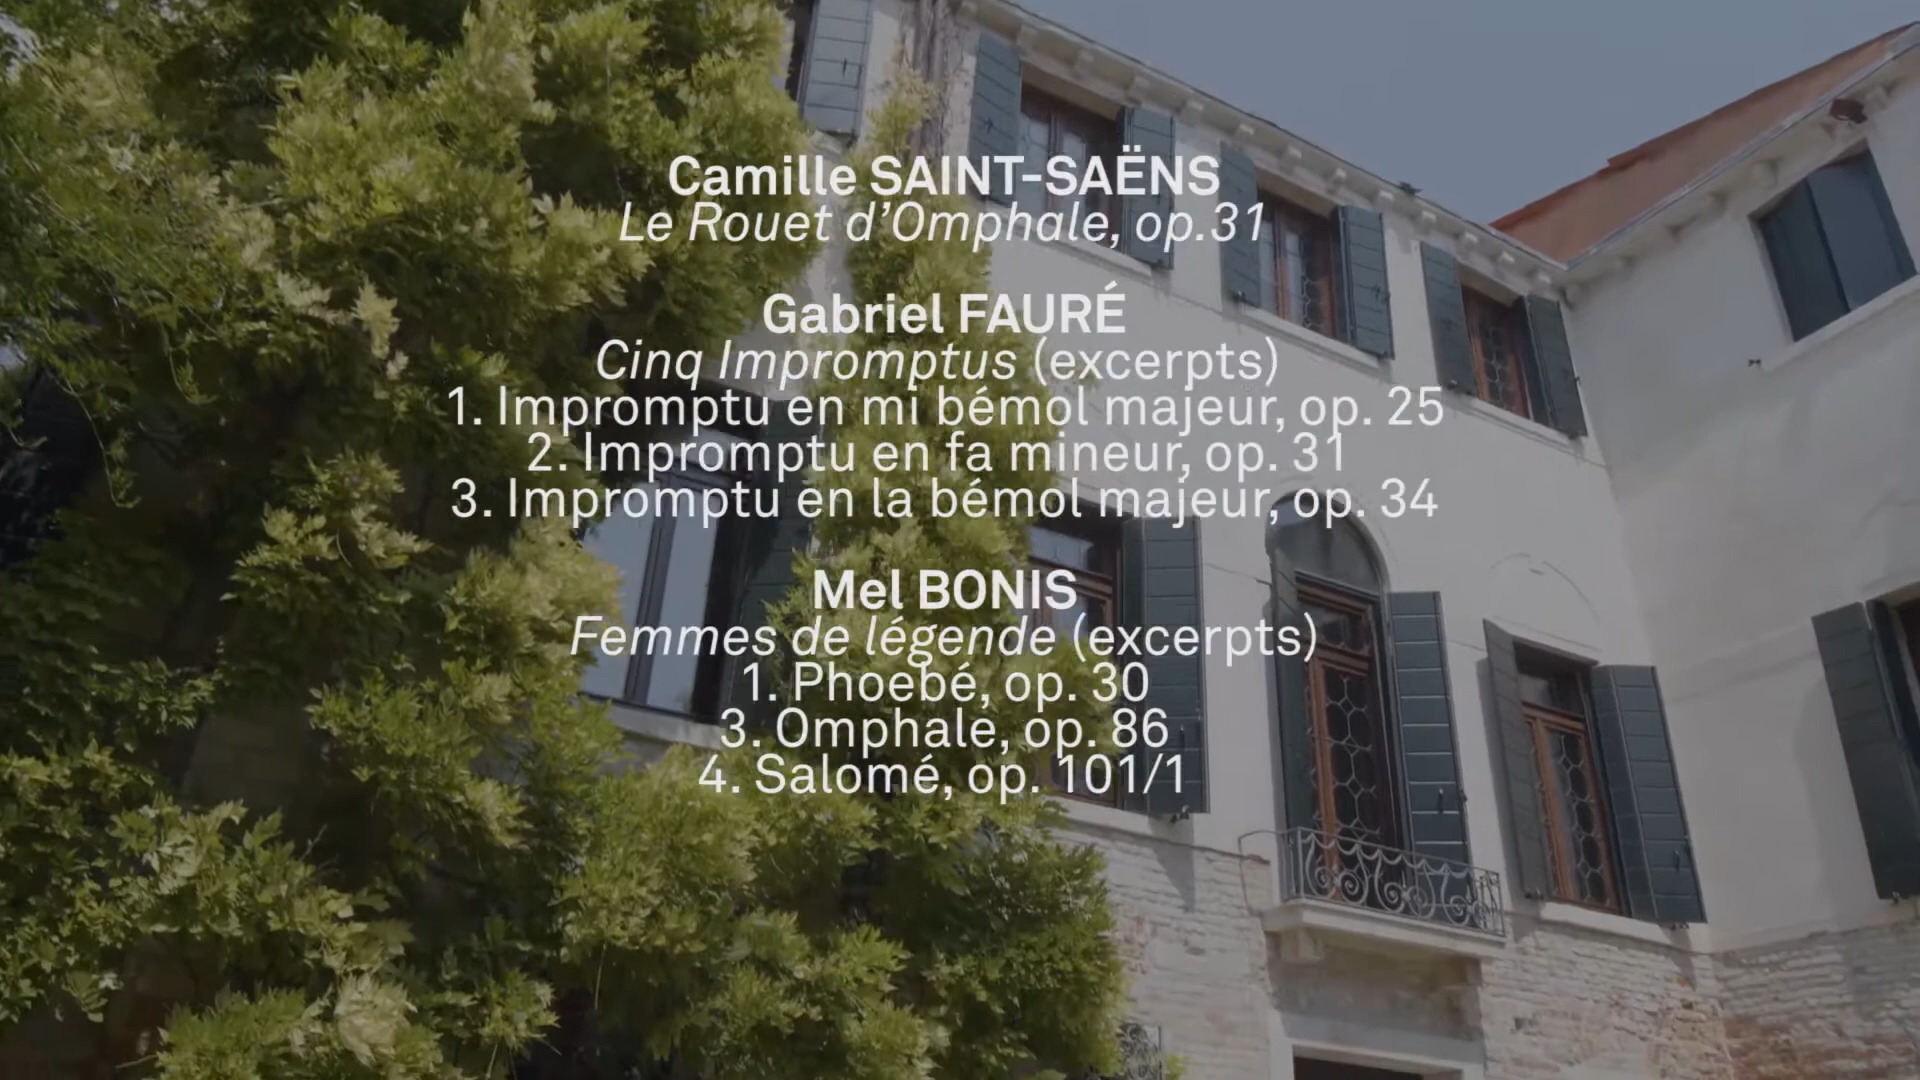 Camille SAINT-SAËNS
Le Rouet d’Omphale, op.31
Gabriel FAURÉ
Cinq Impromptus (excerpts)
1. Impromptu en mi bémol majeur, op. 25
2. Impromptu en fa mineur, op. 31
3. Impromptu en la bémol majeur, op. 34
Mel BONIS
Femmes de légende (excerpts)
1. Phoebé, op. 30
3. Omphale, op. 86
4. Salomé, op. 101/1